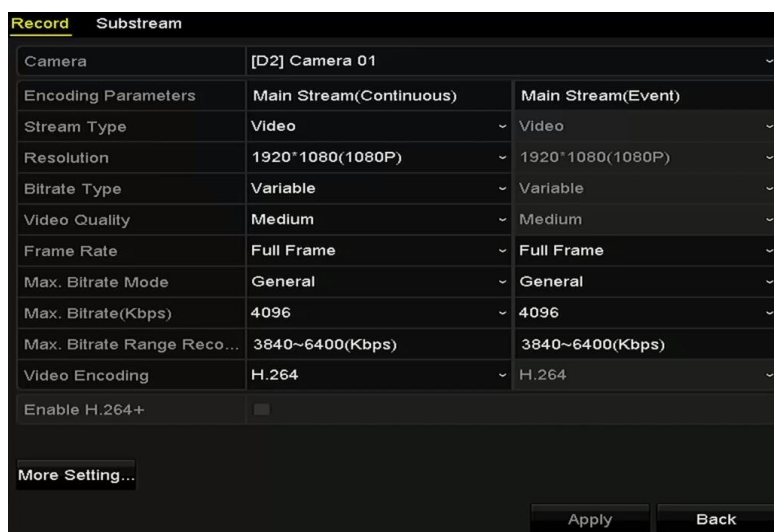 Record Substream
Camera [D2] Camera 01
Encoding Parameters Main Stream(Continuous) Main Stream(Event)
Stream Type Video Video
Resolution 1920*1080(1080P) 1920*1080(1080P)
Bitrate Type Variable Variable
Video Quality Medium Medium
Frame Rate Full Frame Full Frame
Max. Bitrate Mode General General
Max. Bitrate(Kbps) 4096 4096
Max. Bitrate Range Reco... 3840~6400(Kbps) 3840~6400(Kbps)
Video Encoding H.264 H.264
Enable H.264+
More Setting...
Apply Back